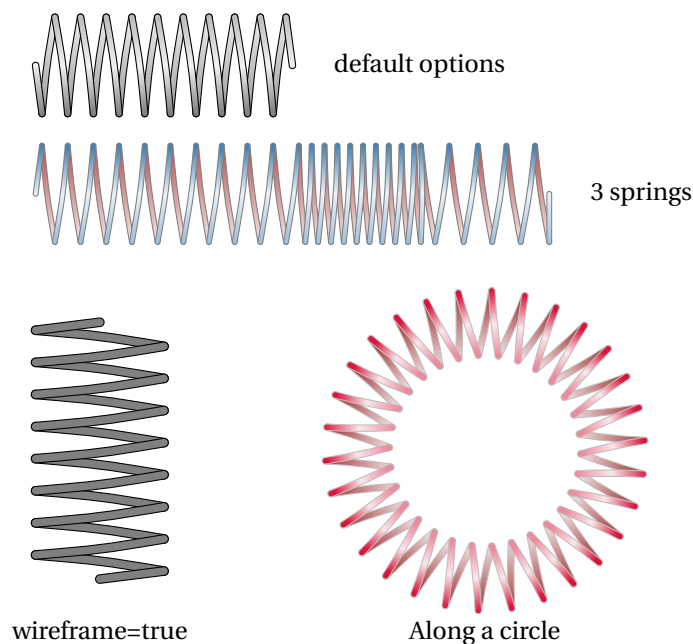 default options
3 springs
wireframe=true
Along a circle